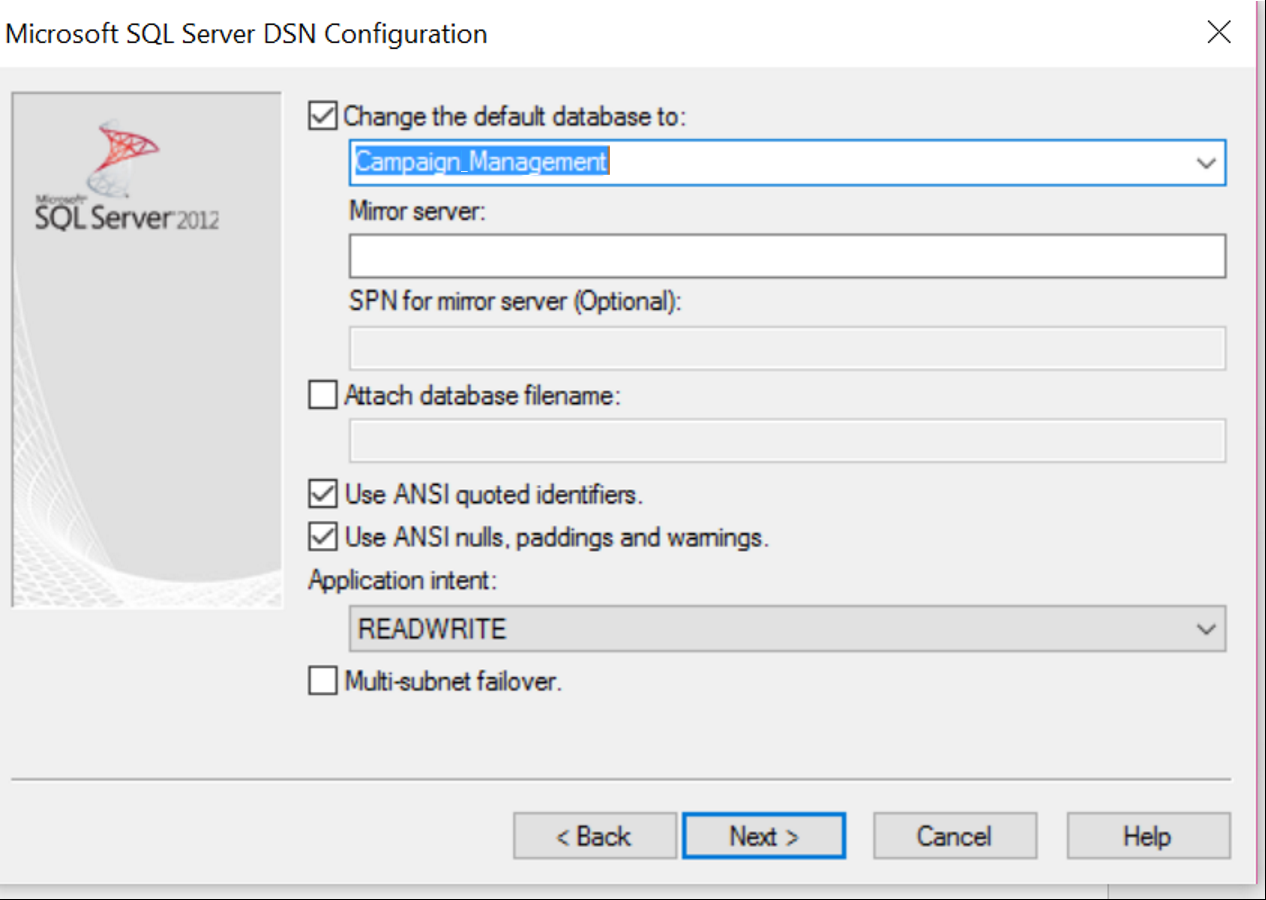 Microsoft SQL Server DSN Configuration
Microsoft
SQL Server 2012
Change the default database to:
Campaign_Management
Mirror server:
SPN for mirror server (Optional):
Attach database filename:
Use ANSI quoted identifiers.
Use ANSI nulls, paddings and warnings.
Application intent:
READWRITE
Multi-subnet failover.
< Back
Next >
Cancel
Help